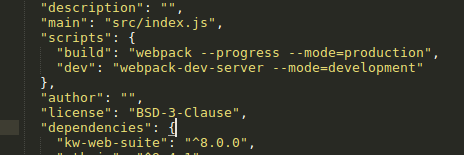 "description": "",
"main": "src/index.js",
"scripts": {
"build": "webpack --progress --mode=production",
"dev": "webpack-dev-server --mode=development"
},
"author": "",
"license": "BSD-3-Clause",
"dependencies": {
"kw-web-suite": "^8.0.0",